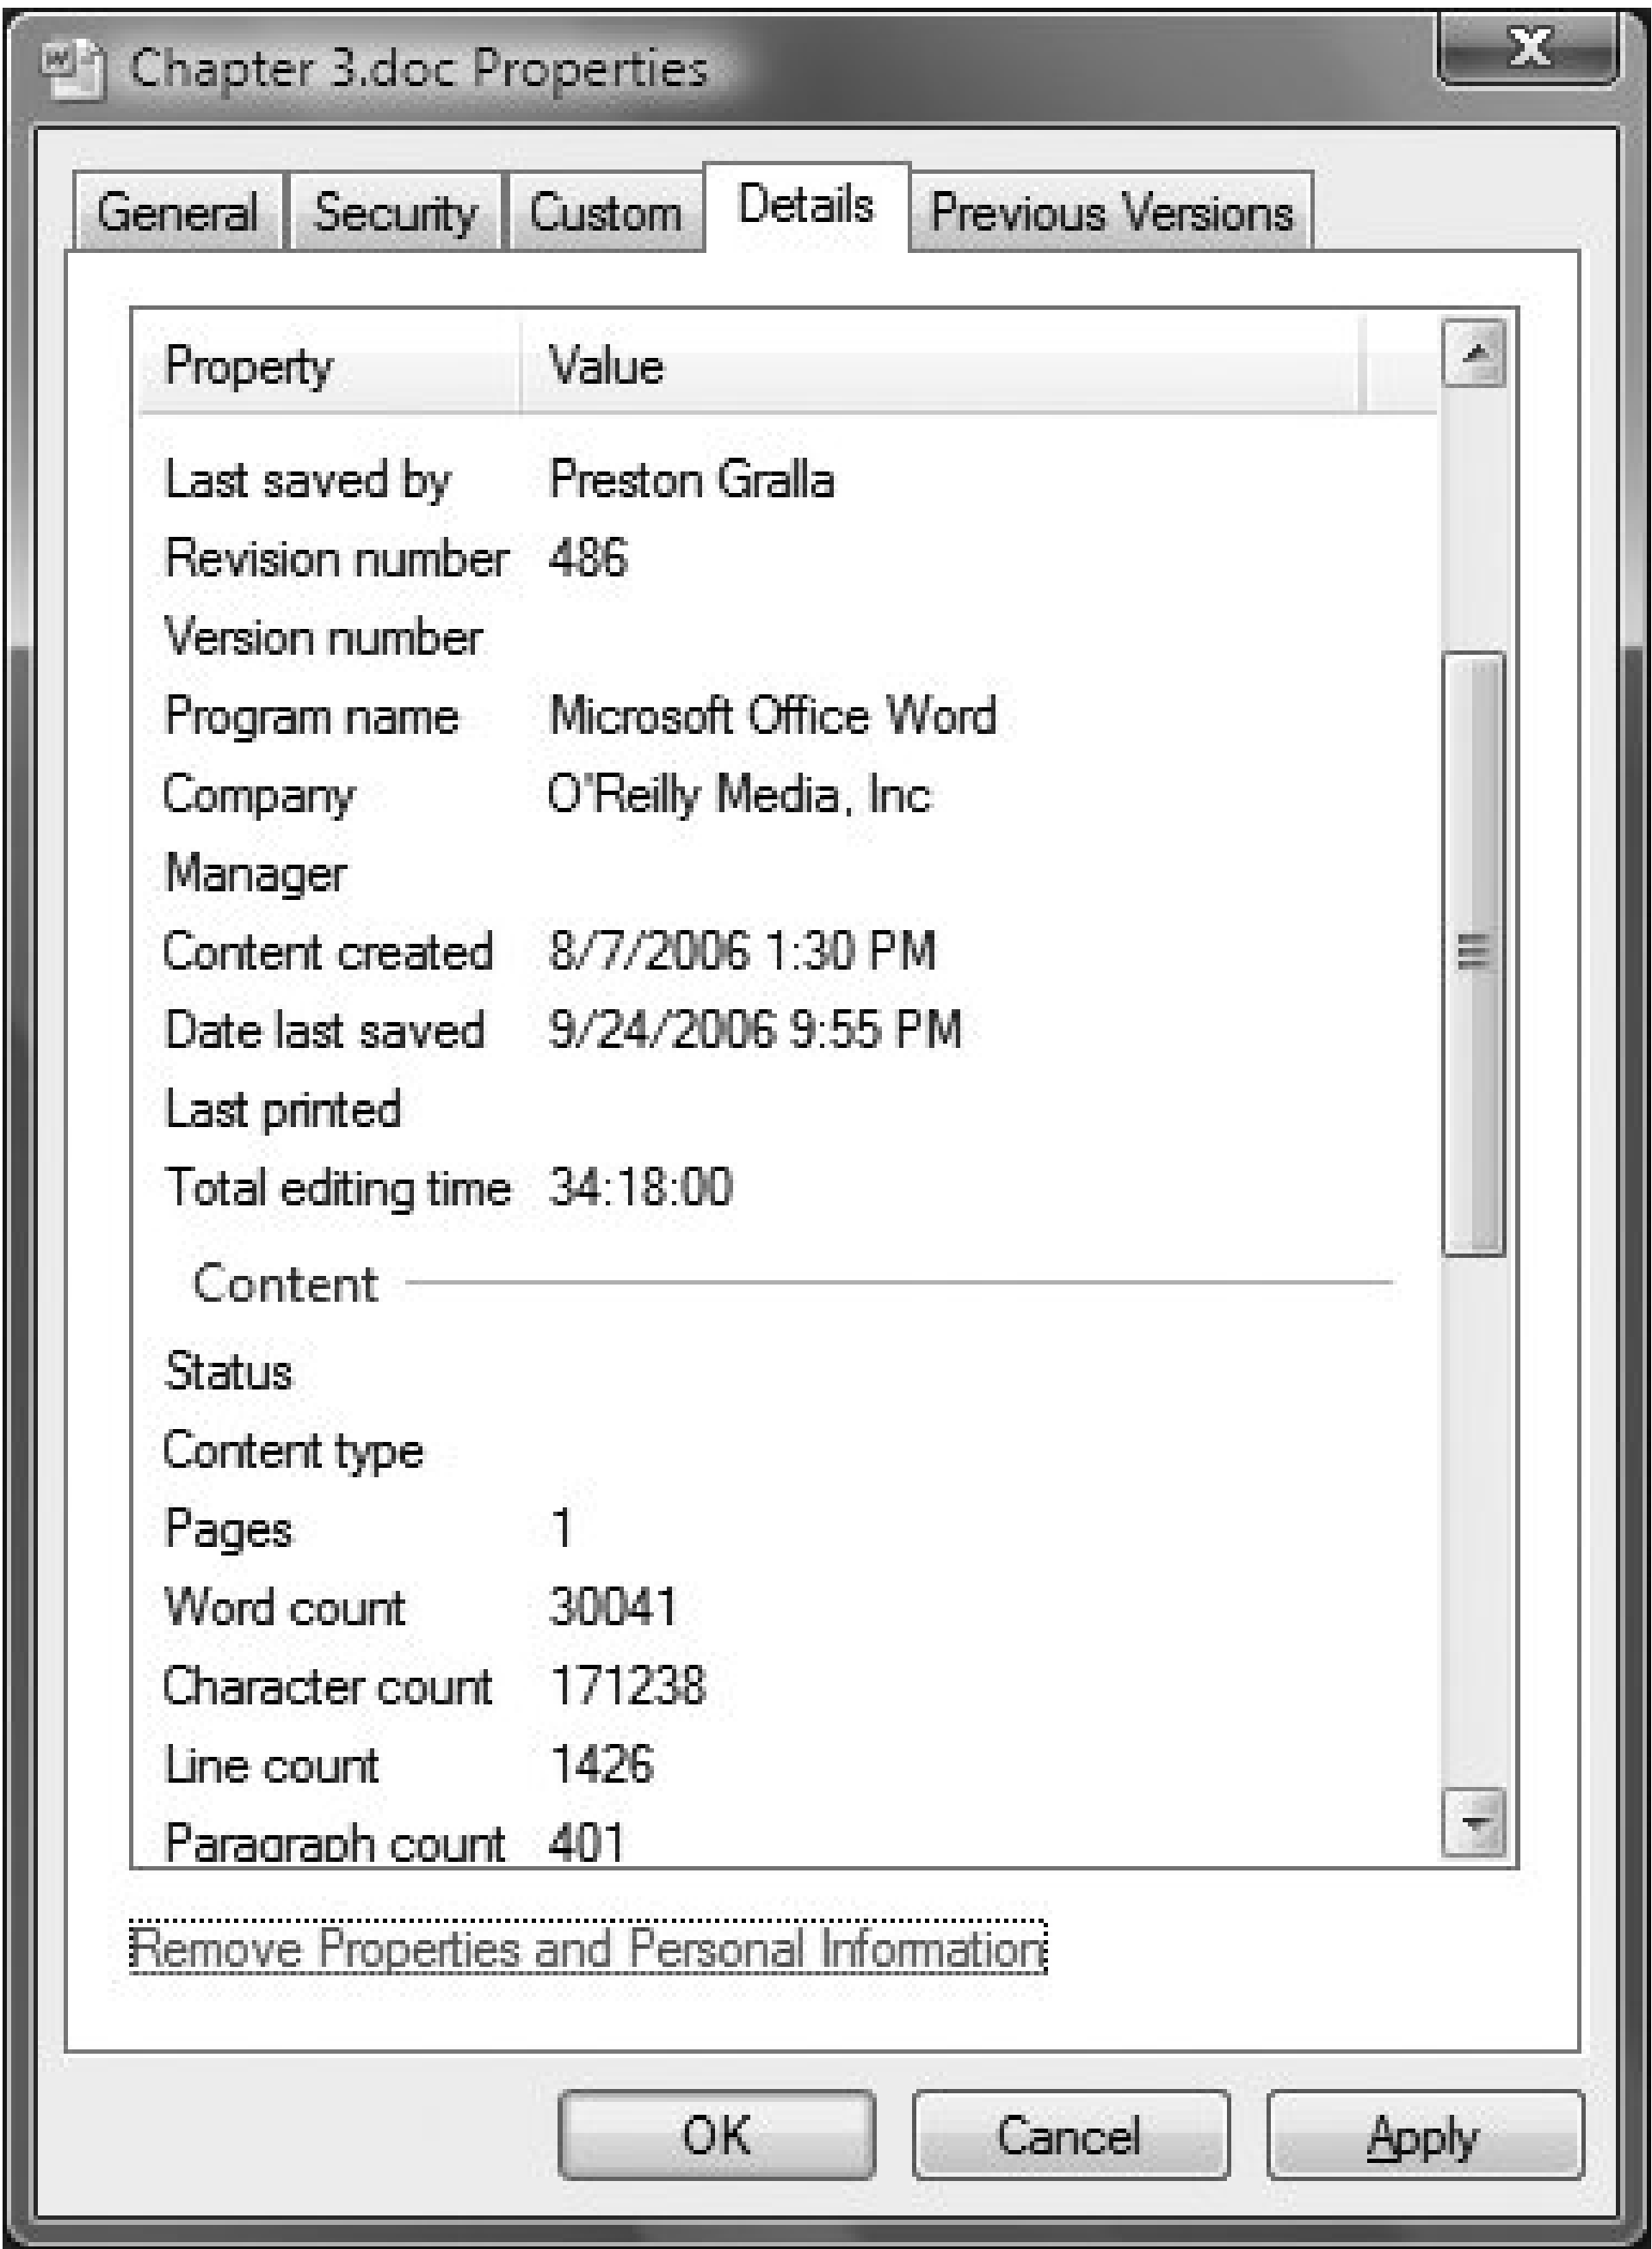 Chapter 3.doc Properties
X
General Security Custom Details Previous Versions
Property Value
Last saved by Preston Gralla
Revision number 486
Version number
Program name Microsoft Office Word
Company O'Reilly Media, Inc
Manager
Content created 8/7/2006 1:30 PM
Date last saved 9/24/2006 9:55 PM
Last printed
Total editing time 34:18:00
Content
Status
Content type
Pages 1
Word count 30041
Character count 171238
Line count 1426
Paragraph count 401
Remove Properties and Personal Information
OK Cancel Apply